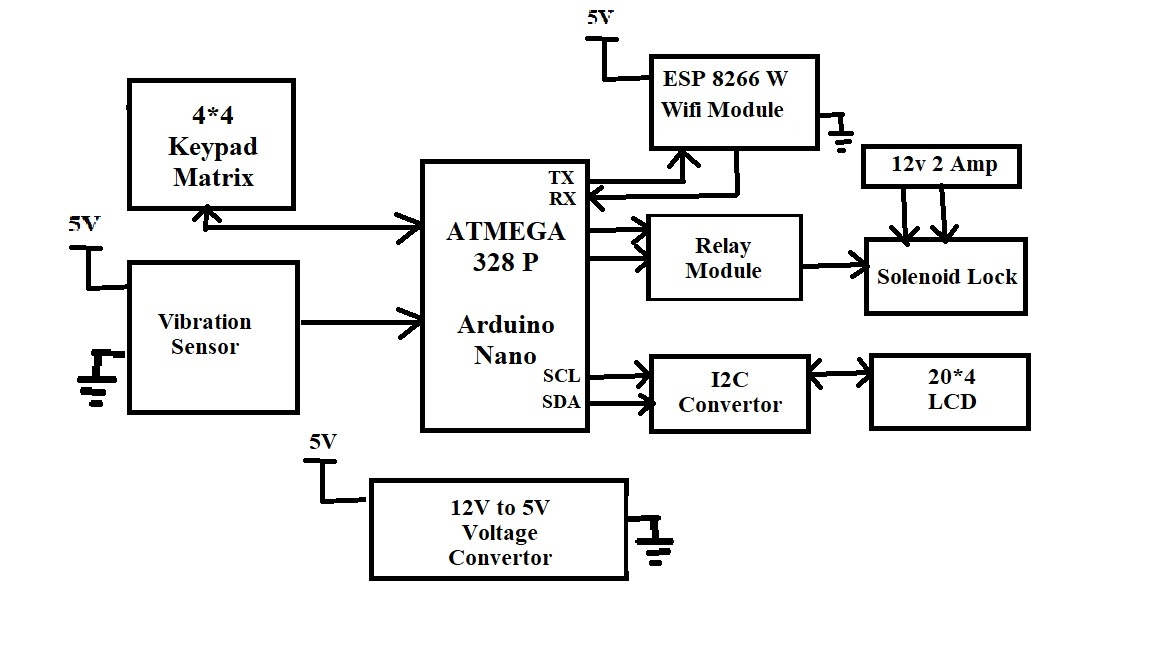 5V
ESP 8266 W
Wifi Module
4*4
Keypad
Matrix
12v 2 Amp
TX
RX
5V
ATMEGA
328 P
Arduino
Nano
SCL
SDA
Relay
Module
Solenoid Lock
Vibration
Sensor
I2C
Convertor
20*4
LCD
5V
12V to 5V
Voltage
Convertor